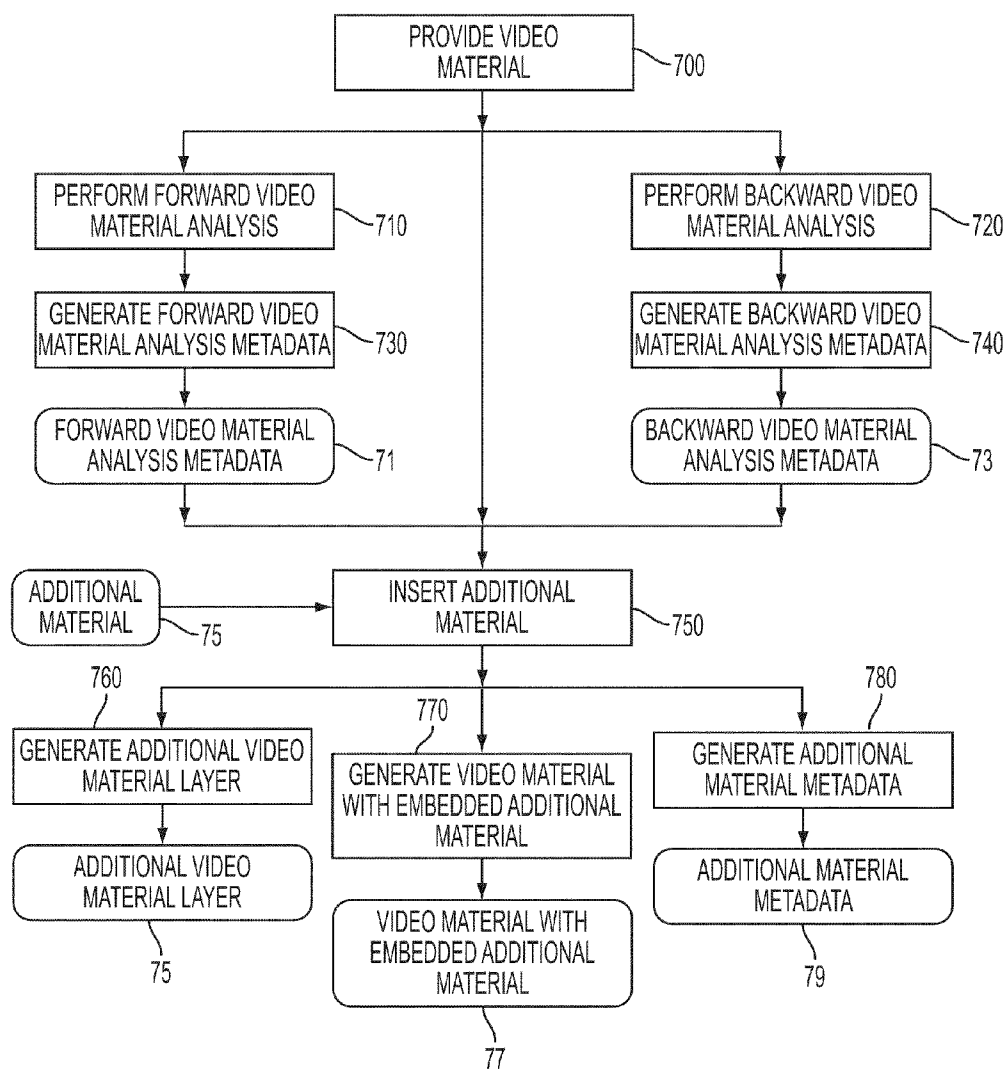 PROVIDE VIDEO
MATERIAL
700
PERFORM FORWARD VIDEO
MATERIAL ANALYSIS
710
PERFORM BACKWARD VIDEO
MATERIAL ANALYSIS
720
GENERATE FORWARD VIDEO
MATERIAL ANALYSIS METADATA
730
GENERATE BACKWARD VIDEO
MATERIAL ANALYSIS METADATA
740
FORWARD VIDEO MATERIAL
ANALYSIS METADATA
71
BACKWARD VIDEO MATERIAL
ANALYSIS METADATA
73
ADDITIONAL
MATERIAL
75
INSERT ADDITIONAL
MATERIAL
750
760
GENERATE ADDITIONAL VIDEO
MATERIAL LAYER
770
GENERATE VIDEO MATERIAL
WITH EMBEDDED ADDITIONAL
MATERIAL
780
GENERATE ADDITIONAL
MATERIAL METADATA
ADDITIONAL VIDEO
MATERIAL LAYER
75
VIDEO MATERIAL WITH
EMBEDDED ADDITIONAL
MATERIAL
77
ADDITIONAL MATERIAL
METADATA
79